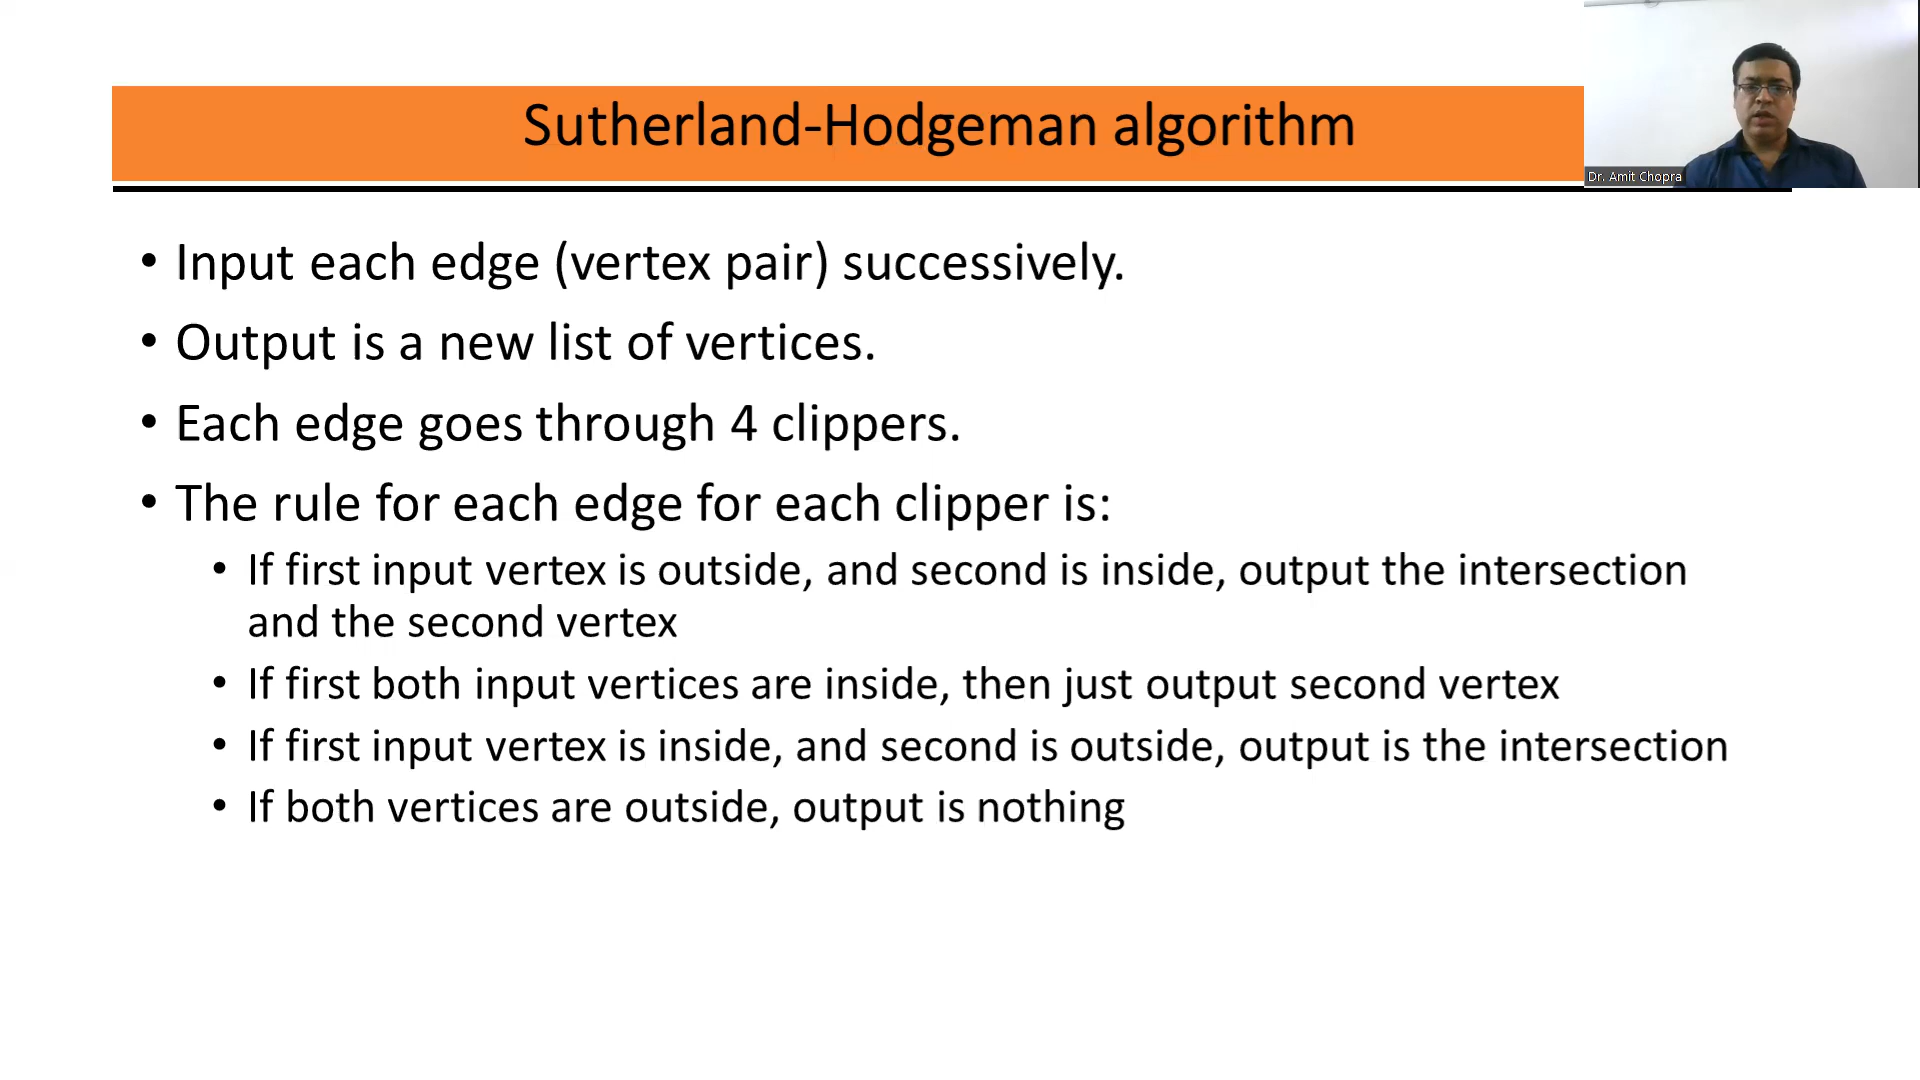 Sutherland-Hodgeman algorithm
Dr. Amit Chopra
• Input each edge (vertex pair) successively.
• Output is a new list of vertices.
• Each edge goes through 4 clippers.
• The rule for each edge for each clipper is:
• If first input vertex is outside, and second is inside, output the intersection
and the second vertex
• If first both input vertices are inside, then just output second vertex
• If first input vertex is inside, and second is outside, output is the intersection
• If both vertices are outside, output is nothing